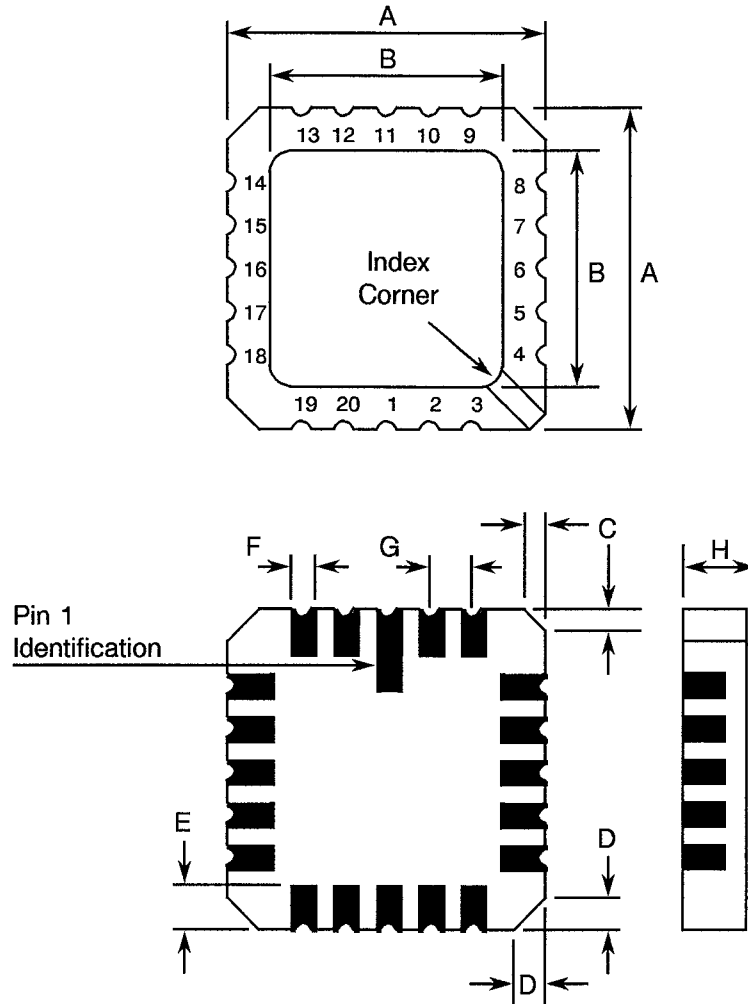 A
B
13 12 11 10 9
14 8
15 7
16 6
17 5
18 4
Index
Corner
B A
19 20 1 2 3
F G C H
Pin 1
Identification
E D
D